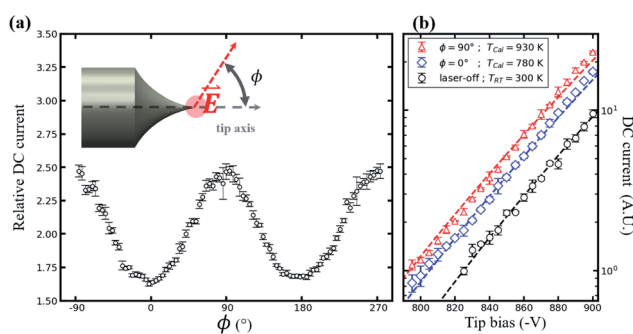 (a)
3.50
3.25
3.00
2.75
2.50
2.25
2.00
1.75
1.50
Relative DC current
E
ϕ
tip axis
-90
0
90
180
270
ϕ (°)
(b)
ϕ = 90° ; T_Cal = 930 K
ϕ = 0° ; T_Cal = 780 K
laser-off ; T_RT = 300 K
10^1
10^0
DC current (A.U.)
800
820
840
860
880
900
Tip bias (-V)